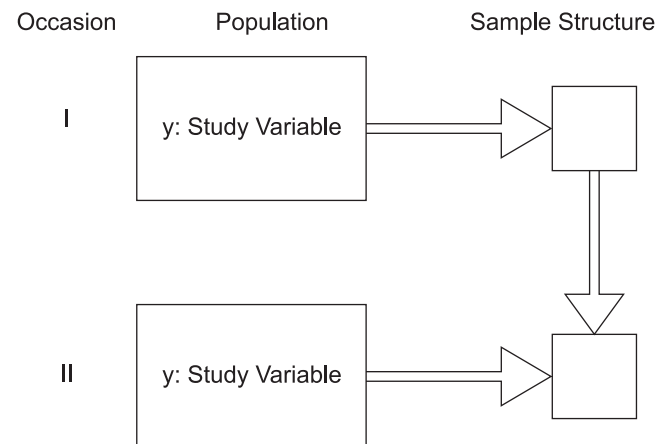 Occasion Population Sample Structure
I y: Study Variable
II y: Study Variable